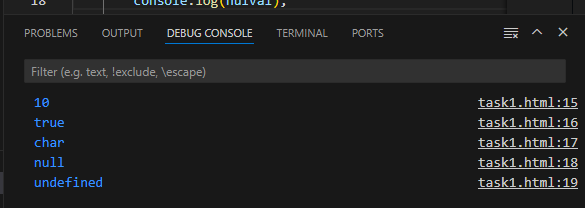 18 console.log(nulval);
PROBLEMS OUTPUT DEBUG CONSOLE TERMINAL PORTS
Filter (e.g. text, !exclude, \escape)
10 task1.html:15
true task1.html:16
char task1.html:17
null task1.html:18
undefined task1.html:19